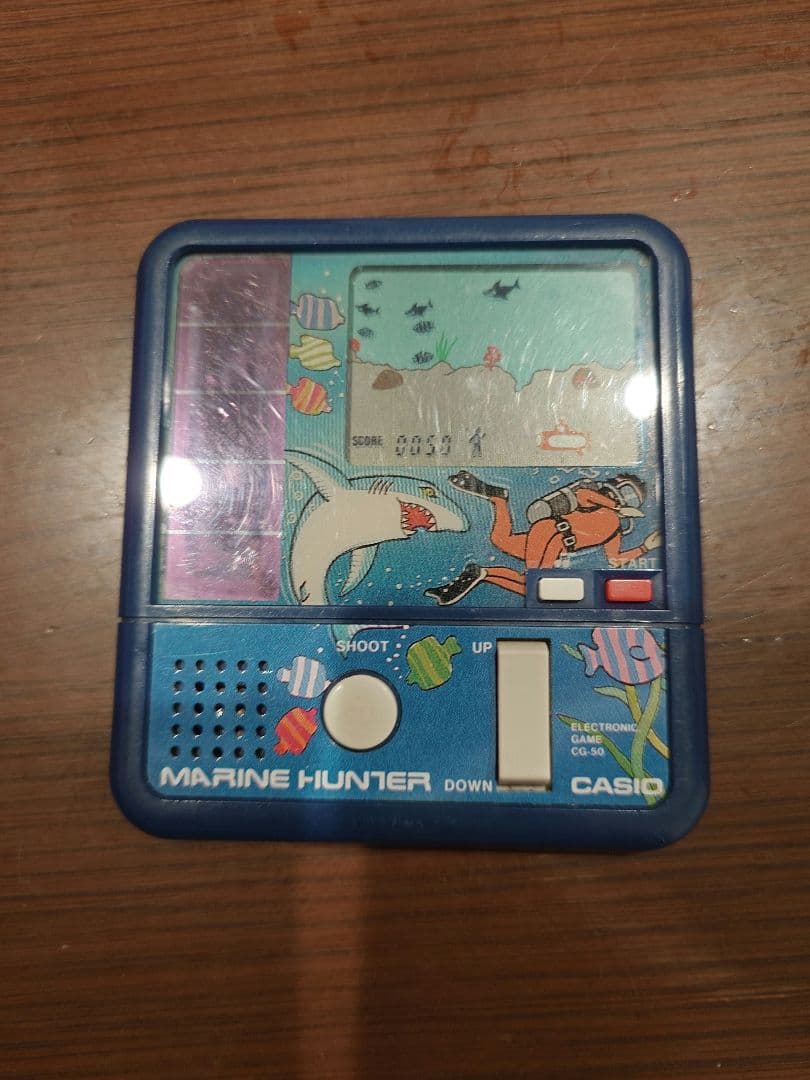 SCORE 0050
START
SHOOT
UP
ELECTRONIC
GAME
CG-50
MARINE HUNTER
DOWN
CASIO